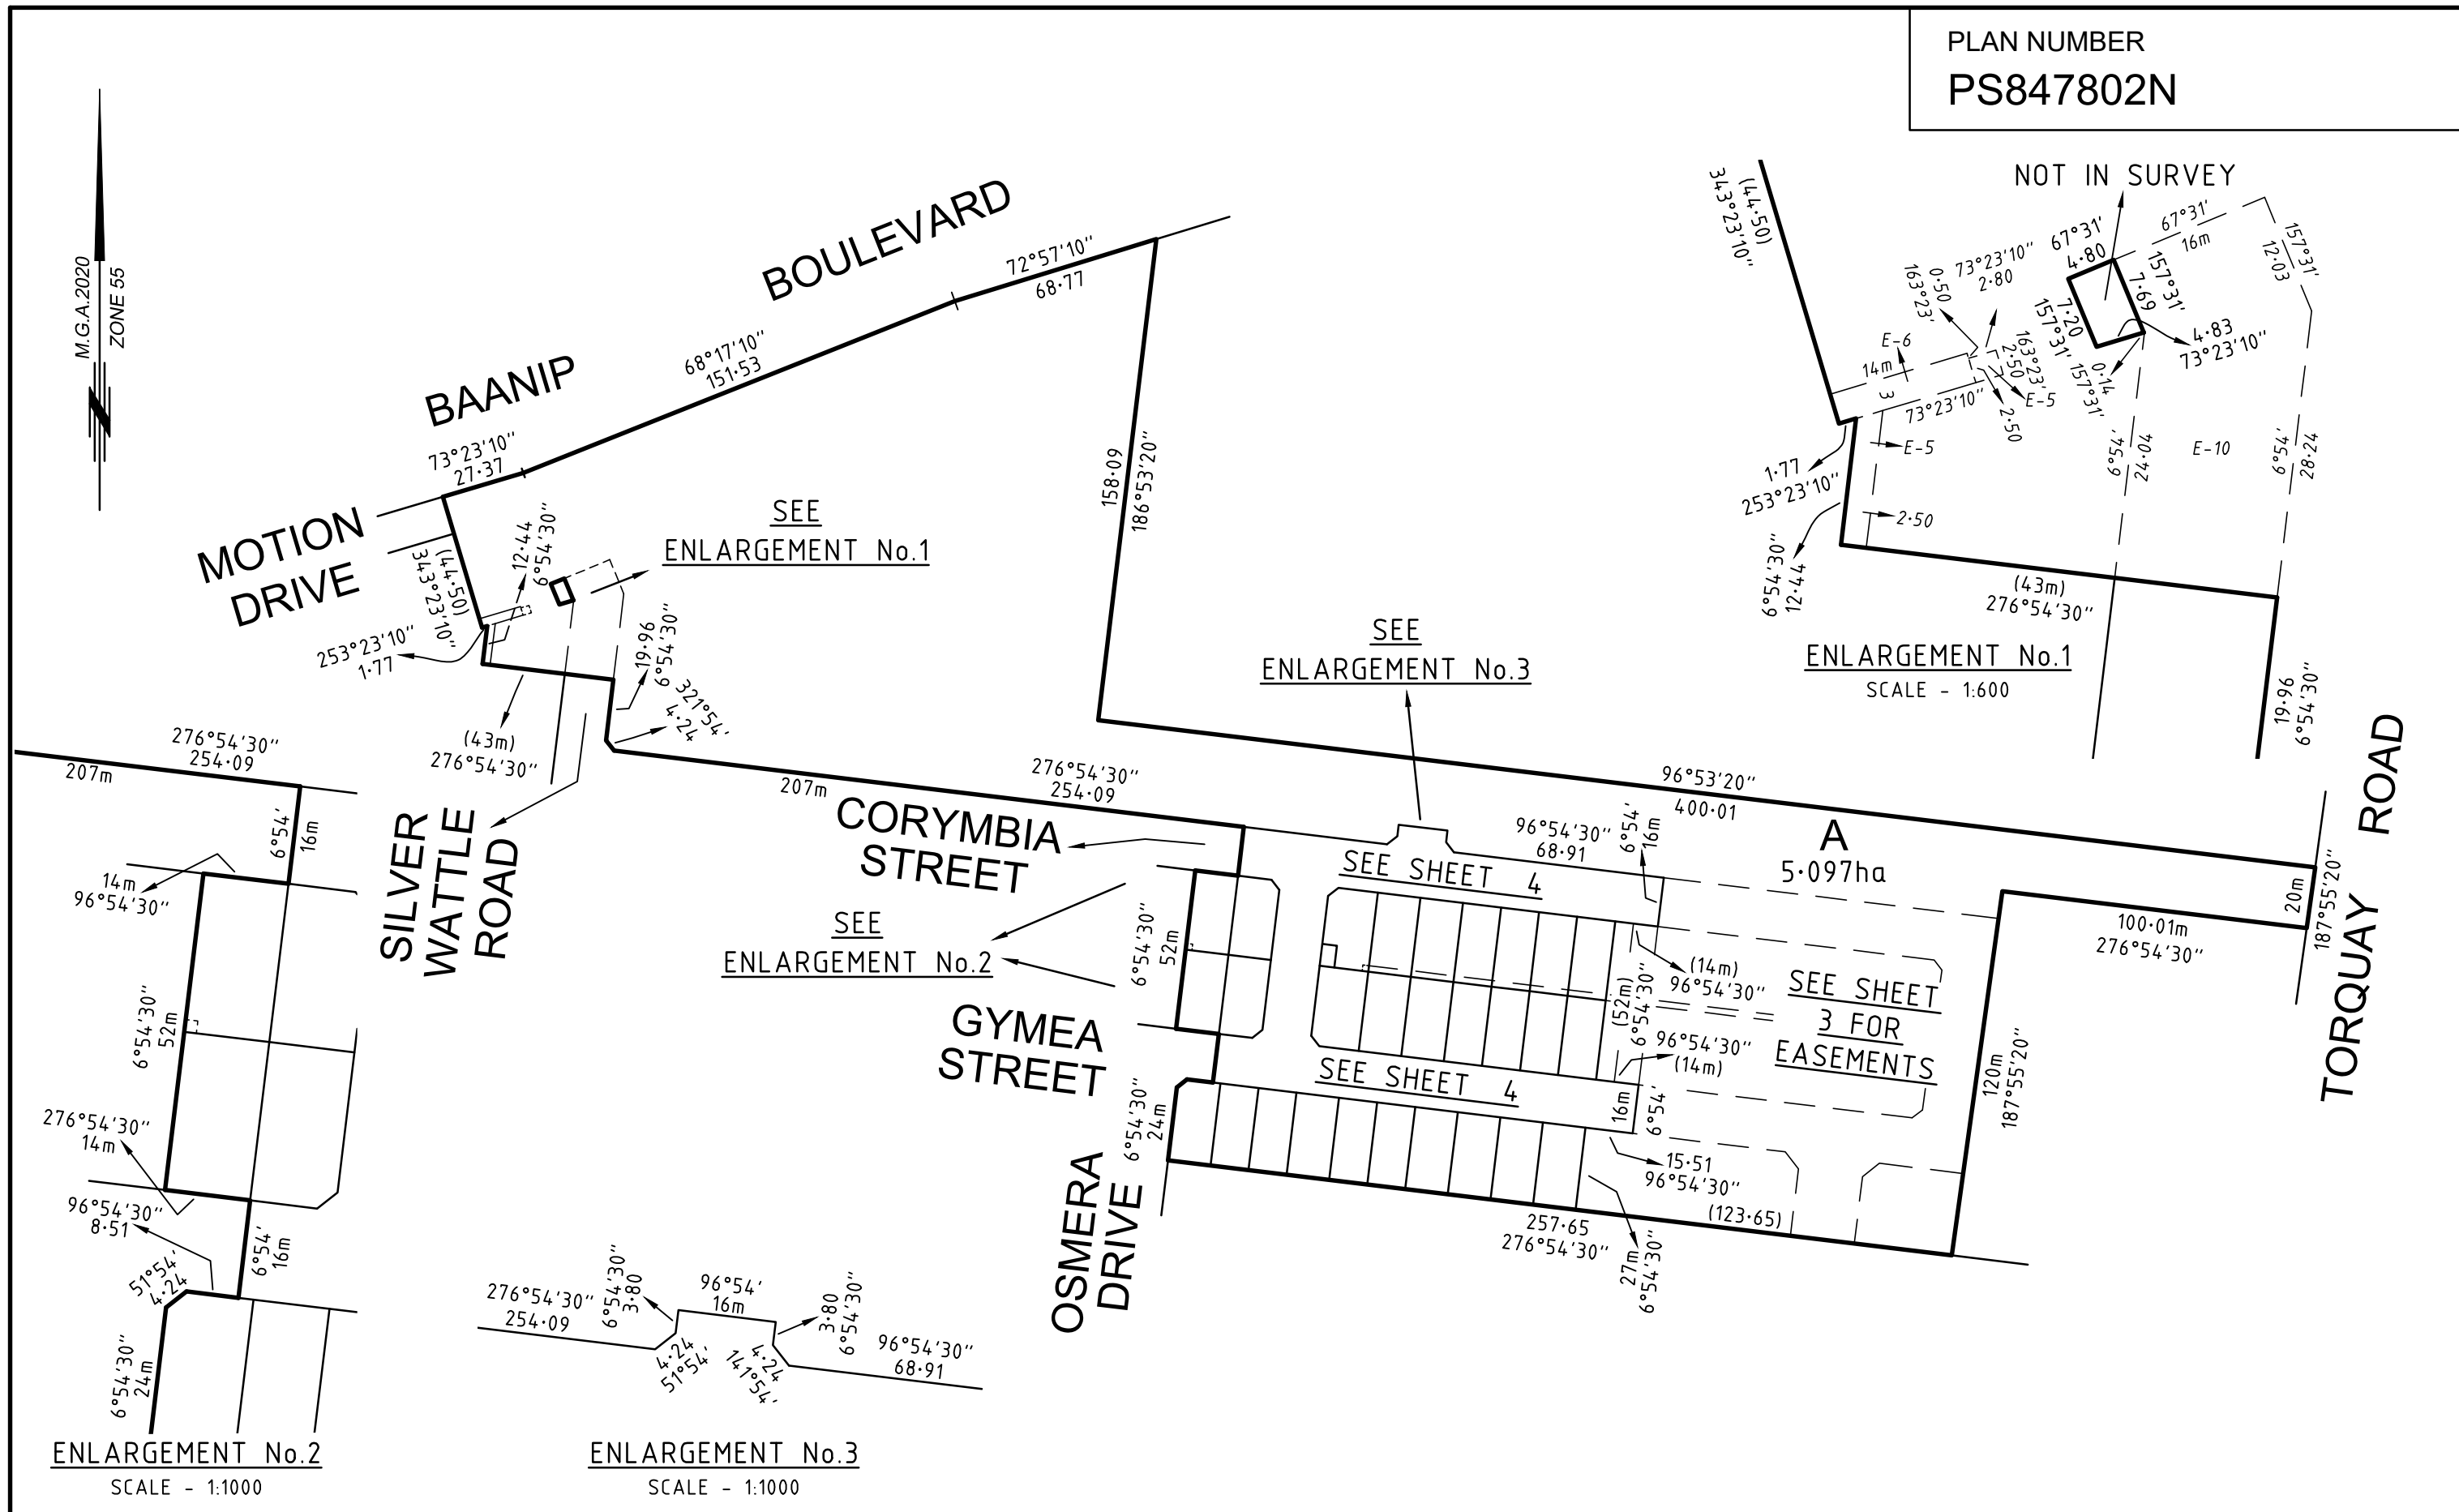 PLAN NUMBER
PS847802N
M.G.A.2020
ZONE 55
N
BAANIP
BOULEVARD
72°57'10"
68·77
68°17'10"
151·53
73°23'10"
27·37
MOTION
DRIVE
(44·50)
343°23'10"
12·44
6°54'30"
SEE
ENLARGEMENT No.1
253°23'10"
1·77
19·96
6°54'30"
321°54'
4·24
(43m)
276°54'30"
158·09
186°53'20"
NOT IN SURVEY
(44·50)
343°23'10"
67°31'
4·80
67°31'
16m
157°31'
12·03
157°31'
7·69
7·20
157°31'
4·83
73°23'10"
0·14
157°31'
73°23'10"
2·80
0·50
163°23'
163°23'
2·50
E-6
14m
3
73°23'10"
E-5
2·50
E-5
2·50
1·77
253°23'10"
6°54'30"
12·44
6°54'
24·04
E-10
6°54'
28·24
(43m)
276°54'30"
ENLARGEMENT No.1
SCALE - 1:600
19·96
6°54'30"
SEE
ENLARGEMENT No.3
276°54'30"
254·09
207m
276°54'30"
254·09
207m
CORYMBIA
STREET
96°53'20"
400·01
A
5·097ha
96°54'30"
68·91
6°54'
16m
SEE SHEET 4
SEE
ENLARGEMENT No.2
6°54'30"
52m
GYMEA
STREET
6°54'30"
24m
SEE SHEET 4
(14m)
96°54'30"
(52m)
6°54'30"
96°54'30"
(14m)
16m
6°54'
15·51
96°54'30"
SEE SHEET
3 FOR
EASEMENTS
100·01m
276°54'30"
20m
187°55'20"
120m
187°55'20"
TORQUAY ROAD
257·65
276°54'30"
(123·65)
27m
6°54'30"
OSMERA
DRIVE
SILVER
WATTLE
ROAD
6°54'
16m
14m
96°54'30"
6°54'30"
52m
276°54'30"
14m
96°54'30"
8·51
6°54'
16m
51°54'
4·24
6°54'30"
24m
ENLARGEMENT No.2
SCALE - 1:1000
276°54'30"
254·09
6°54'30"
3·80
96°54'
16m
3·80
6°54'30"
4·24
51°54'
4·24
141°54'
96°54'30"
68·91
ENLARGEMENT No.3
SCALE - 1:1000